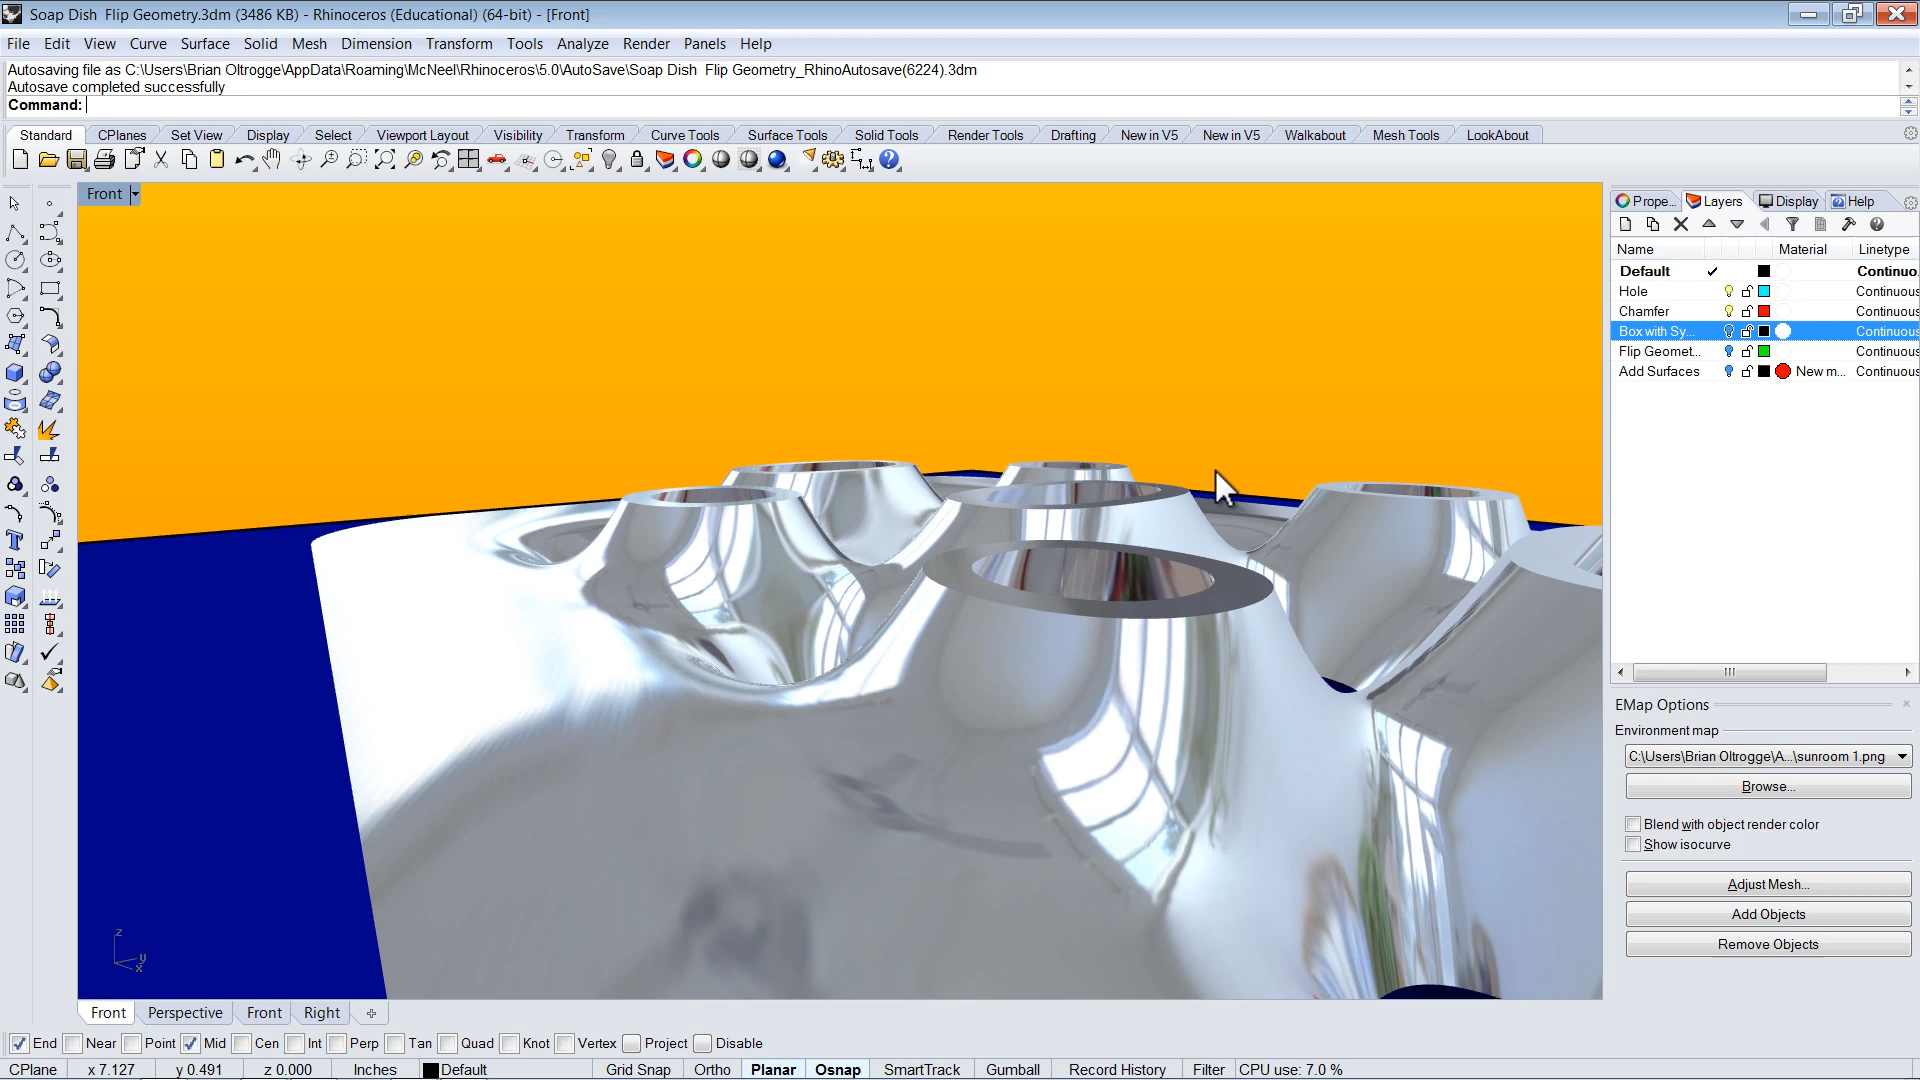 Soap Dish  Flip Geometry.3dm (3486 KB) - Rhinoceros (Educational) (64-bit) - [Front]
File Edit View Curve Surface Solid Mesh Dimension Transform Tools Analyze Render Panels Help
Autosaving file as C:\Users\Brian Oltrogge\AppData\Roaming\McNeel\Rhinoceros\5.0\AutoSave\Soap Dish  Flip Geometry_RhinoAutosave(6224).3dm
Autosave completed successfully
Command:
Standard CPlanes Set View Display Select Viewport Layout Visibility Transform Curve Tools Surface Tools Solid Tools Render Tools Drafting New in V5 New in V5 Walkabout Mesh Tools LookAbout
Front
Prope... Layers Display Help
Name Material Linetype
Default Continuo
Hole Continuous
Chamfer Continuous
Box with Sy... Continuous
Flip Geomet... Continuous
Add Surfaces New m... Continuous
EMap Options
Environment map
C:\Users\Brian Oltrogge\A...\sunroom 1.png
Browse...
Blend with object render color
Show isocurve
Adjust Mesh...
Add Objects
Remove Objects
z
y
x
Front Perspective Front Right
End Near Point Mid Cen Int Perp Tan Quad Knot Vertex Project Disable
CPlane x 7.127 y 0.491 z 0.000 Inches Default Grid Snap Ortho Planar Osnap SmartTrack Gumball Record History Filter CPU use: 7.0 %